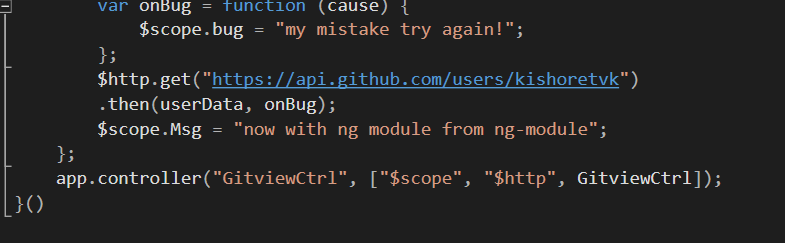 var onBug = function (cause) {
$scope.bug = "my mistake try again!";
};
$http.get("https://api.github.com/users/kishoretvk")
.then(userData, onBug);
$scope.Msg = "now with ng module from ng-module";
};
app.controller("GitviewCtrl", ["$scope", "$http", GitviewCtrl]);
}()